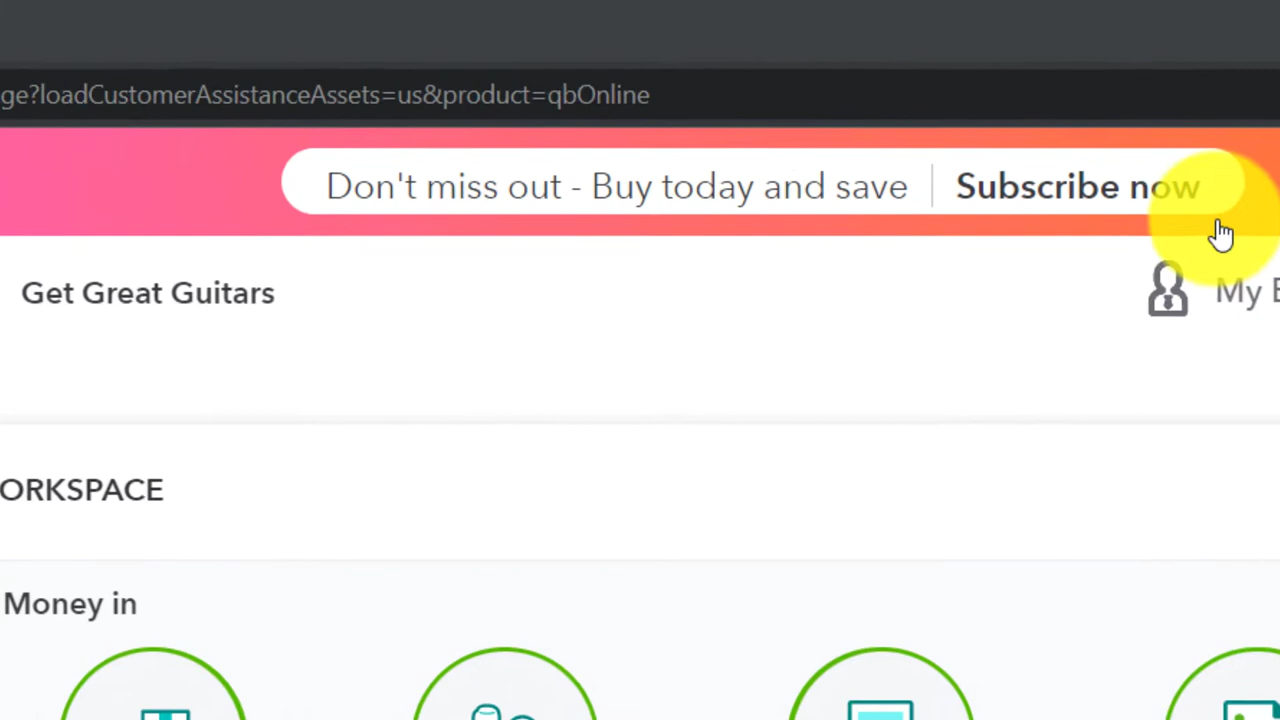 ge?loadCustomerAssistanceAssets=us&product=qbOnline
Don't miss out - Buy today and save
Subscribe now
Get Great Guitars
My
ORKSPACE
Money in